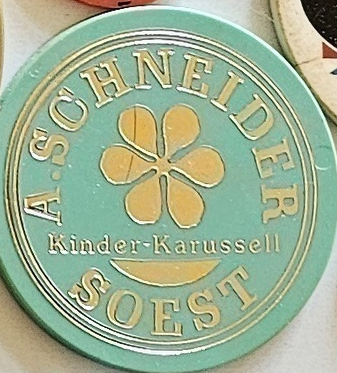 A. SCHNEIDER
Kinder-Karussell
SOEST